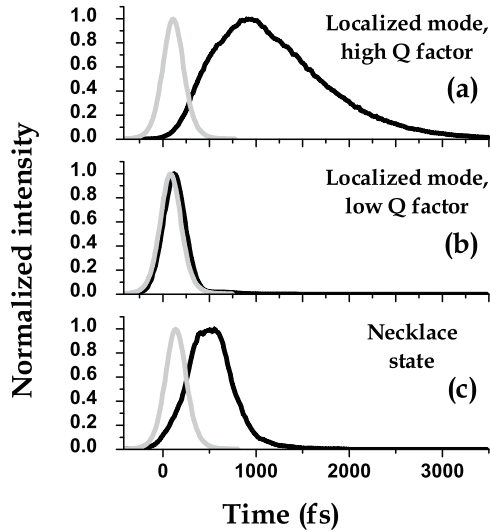 Localized mode,
high Q factor
(a)
1.0
0.8
0.6
0.4
0.2
0.0
Localized mode,
low Q factor
(b)
1.0
0.8
0.6
0.4
0.2
0.0
Necklace
state
(c)
1.0
0.8
0.6
0.4
0.2
0.0
Normalized intensity
0 1000 2000 3000
Time (fs)